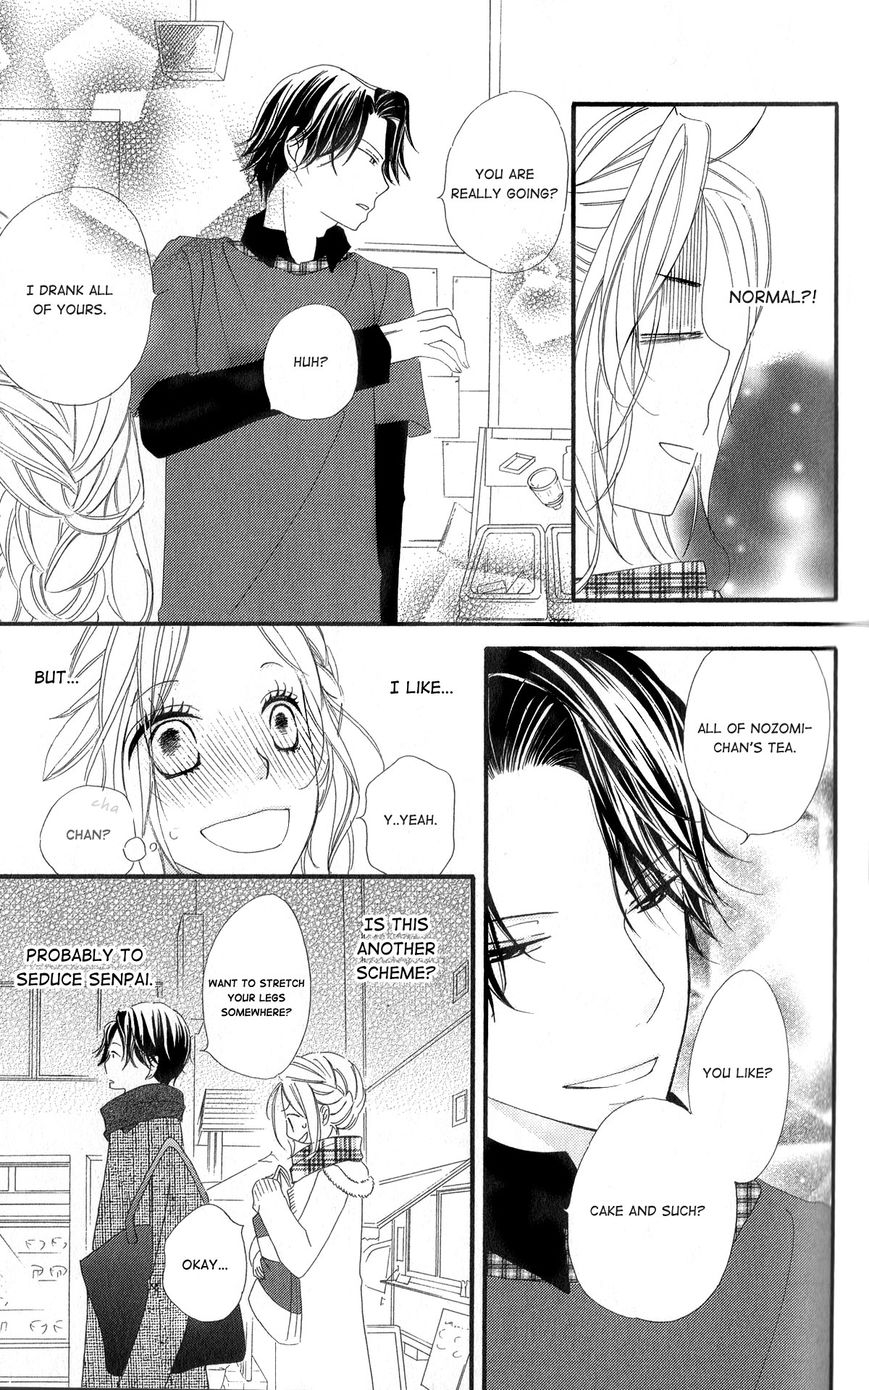 NORMAL?!
YOU ARE
REALLY GOING?
HUH?
I DRANK ALL
OF YOURS.
ALL OF NOZOMI-
CHAN'S TEA.
YOU LIKE?
CAKE AND SUCH?
I LIKE...
Y..YEAH.
BUT...
cha
CHAN?
IS THIS
ANOTHER
SCHEME?
WANT TO STRETCH
YOUR LEGS
SOMEWHERE?
PROBABLY TO
SEDUCE SENPAI.
OKAY...